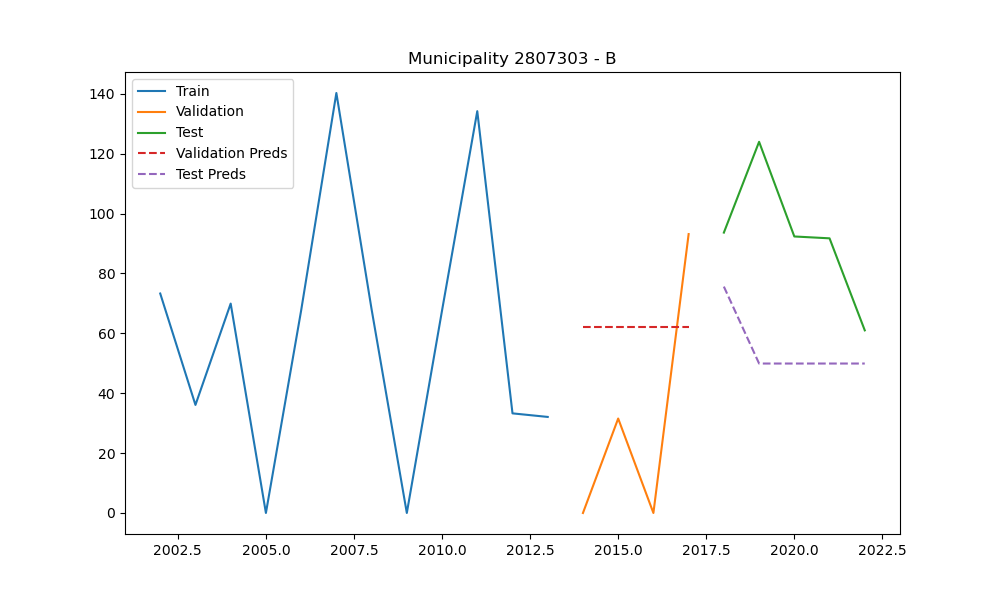 Municipality 2807303 - B
Train
Validation
Test
Validation Preds
Test Preds
140
120
100
80
60
40
20
0
2002.5 2005.0 2007.5 2010.0 2012.5 2015.0 2017.5 2020.0 2022.5